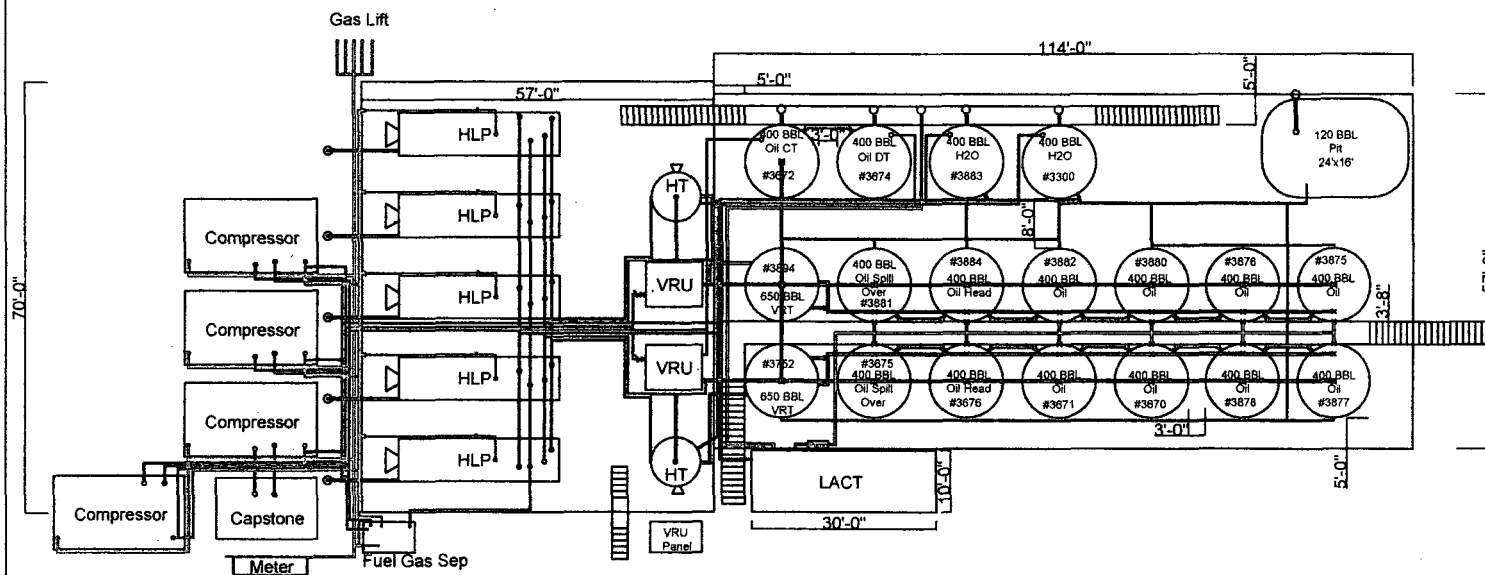 Gas Lift
114'-0"
5'-0"
57'-0"
5'-0"
70'-0"
HLP
HLP
HLP
HLP
HLP
Compressor
Compressor
Compressor
Compressor
Capstone
Meter
Fuel Gas Sep
HT
VRU
VRU
HT
VRU
Panel
400 BBL
Oil CT
#3672
3'-0"
400 BBL
Oil DT
#3674
400 BBL
H2O
#3883
400 BBL
H2O
#3300
120 BBL
Pit
24'x16'
8'-0"
#3894
650 BBL
VRT
400 BBL
Oil Spill
Over
#3881
#3884
400 BBL
Oil Head
#3882
400 BBL
Oil
#3880
400 BBL
Oil
#3876
400 BBL
Oil
#3875
400 BBL
Oil
3'-8"
#3752
650 BBL
VRT
#3675
400 BBL
Oil Spill
Over
400 BBL
Oil Head
#3676
400 BBL
Oil
#3671
400 BBL
Oil
#3670
400 BBL
Oil
#3878
400 BBL
Oil
#3877
3'-0"
5'-0"
LACT
10'-0"
30'-0"